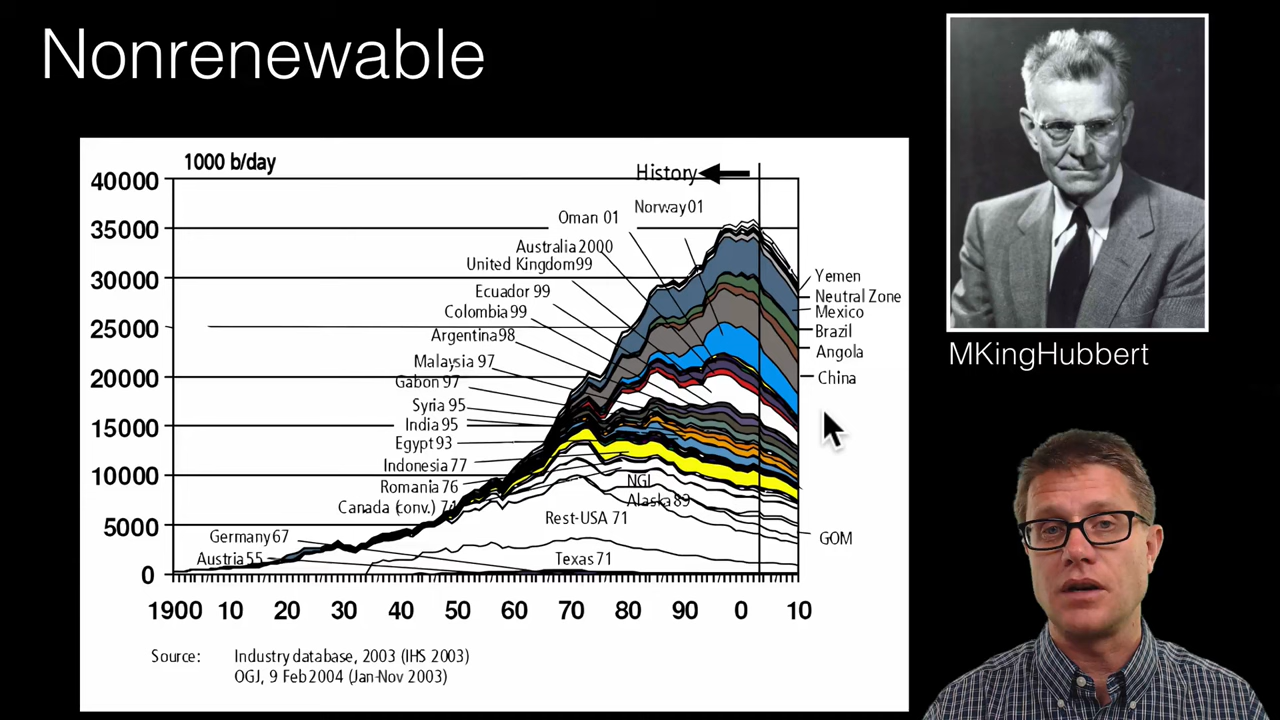 Nonrenewable
1000 b/day
40000
35000
30000
25000
20000
15000
10000
5000
0
History
Norway01
Oman 01
Australia 2000
United Kingdom99
Ecuador 99
Colombia 99
Argentina98
Malaysia 97
Gabon 97
Syria 95
India 95
Egypt 93
Indonesia 77
Romania 76
Canada (conv.) 74
Germany67
Austria 55
NGL
Alaska 89
Rest-USA 71
Texas 71
Yemen
Neutral Zone
Mexico
Brazil
Angola
China
GOM
1900 10 20 30 40 50 60 70 80 90 0 10
Source: Industry database, 2003 (IHS 2003)
OGJ, 9 Feb 2004 (Jan-Nov 2003)
MKingHubbert